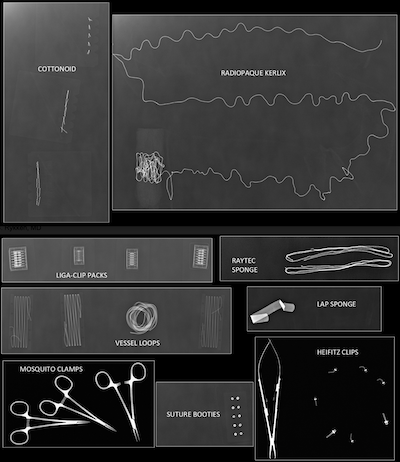 COTTONOID
RADIOPAQUE KERLIX
LIGA-CLIP PACKS
RAYTEC
SPONGE
VESSEL LOOPS
LAP SPONGE
MOSQUITO CLAMPS
SUTURE BOOTIES
HEIFITZ CLIPS